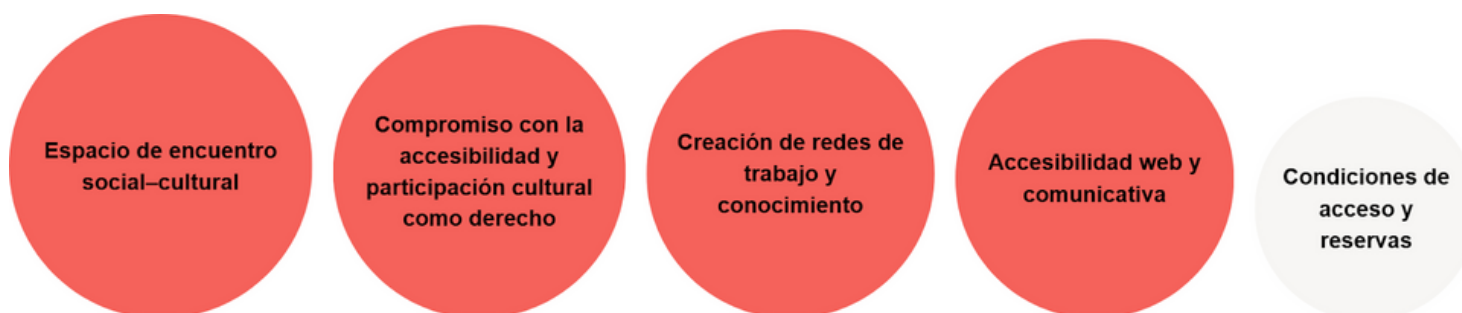 Espacio de encuentro
social–cultural
Compromiso con la
accesibilidad y
participación cultural
como derecho
Creación de redes de
trabajo y
conocimiento
Accesibilidad web y
comunicativa
Condiciones de
acceso y
reservas